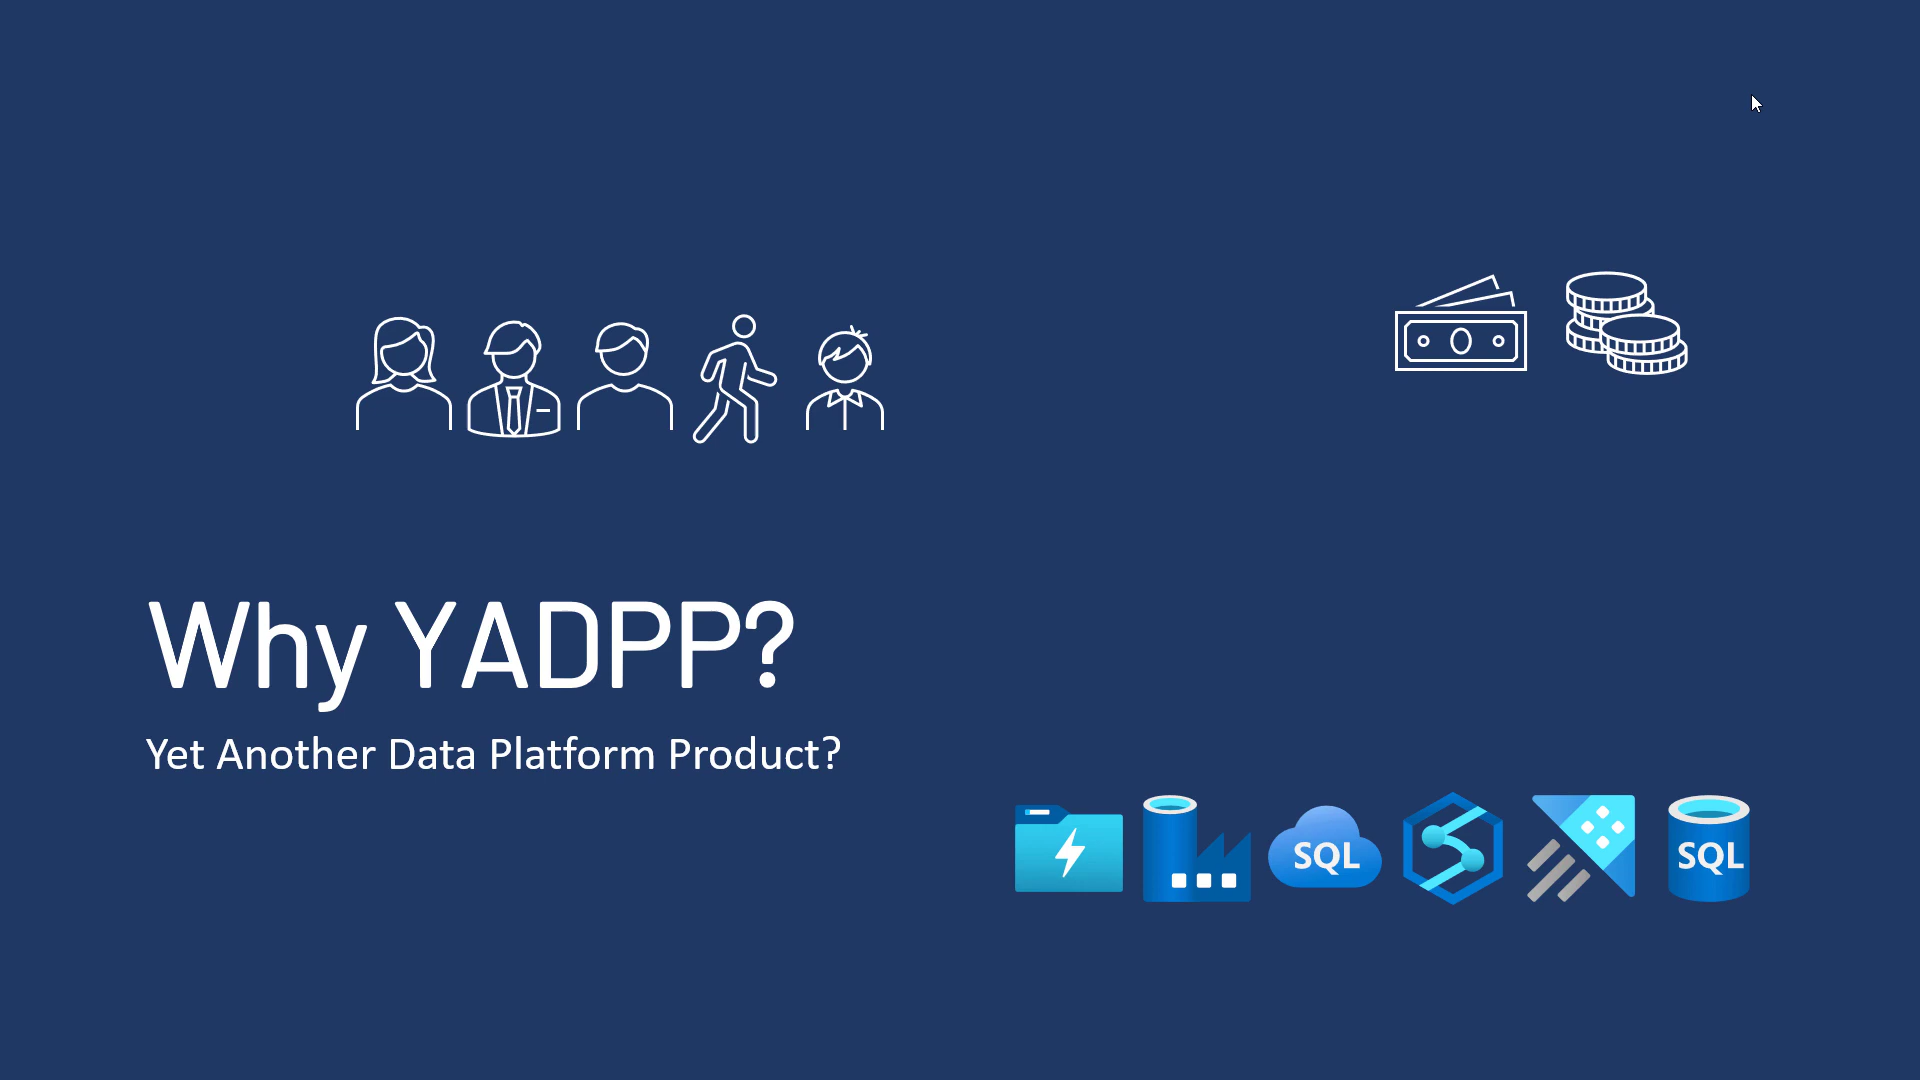 Why YADPP?
Yet Another Data Platform Product?
SQL
SQL